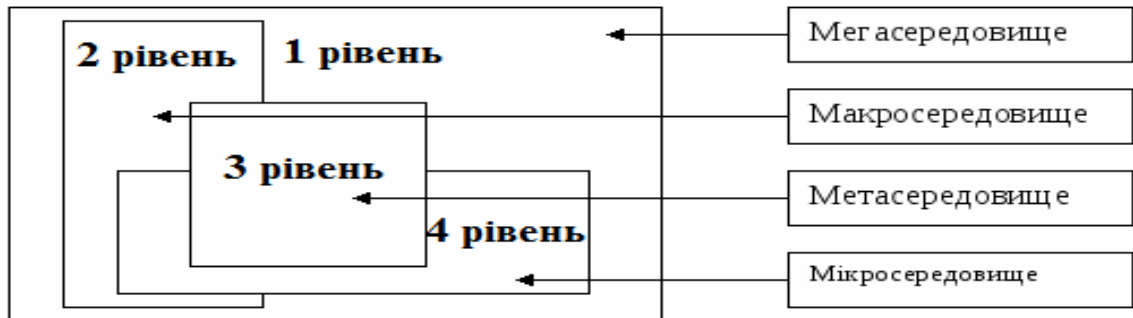 2 рівень
1 рівень
3 рівень
4 рівень
Мегасередовище
Макросередовище
Метасередовище
Мікросередовище